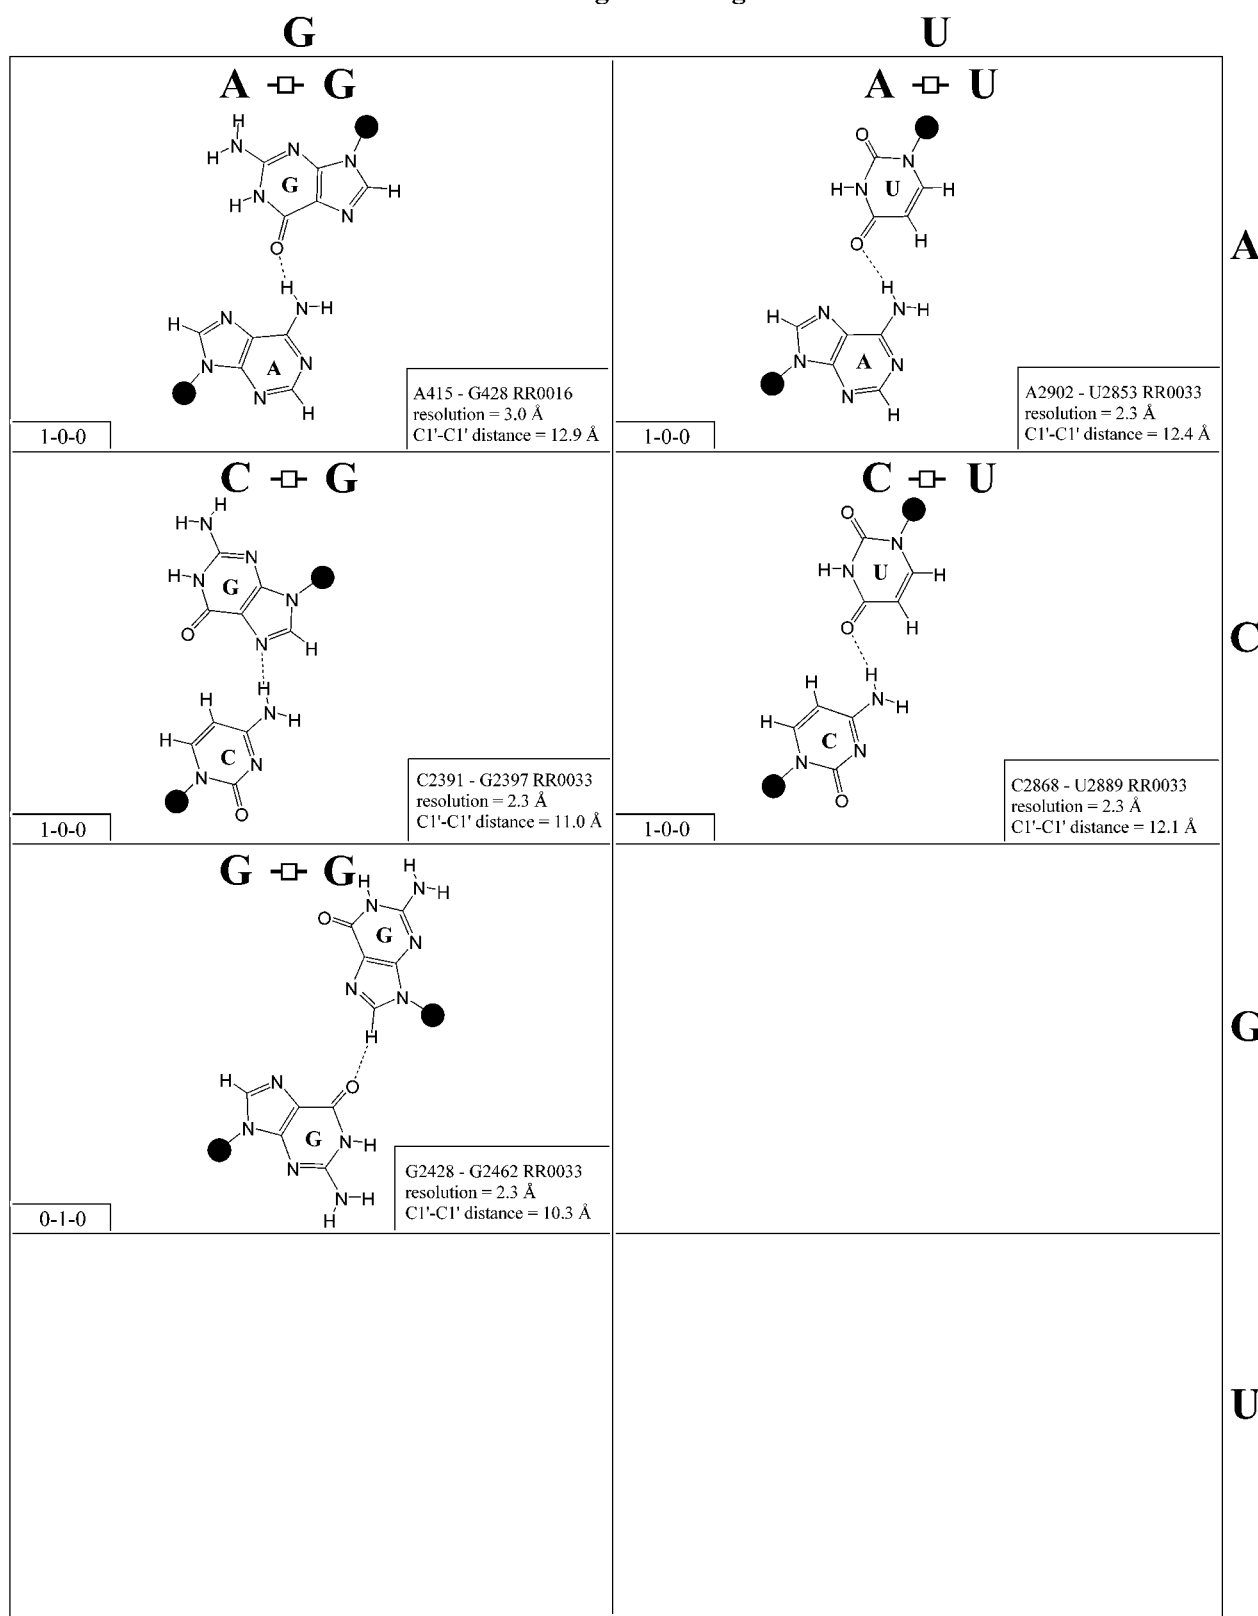 G U
A G
A U
A
A415 - G428 RR0016
resolution = 3.0 Å
C1'-C1' distance = 12.9 Å
1-0-0
A2902 - U2853 RR0033
resolution = 2.3 Å
C1'-C1' distance = 12.4 Å
1-0-0
C G
C U
C
C2391 - G2397 RR0033
resolution = 2.3 Å
C1'-C1' distance = 11.0 Å
1-0-0
C2868 - U2889 RR0033
resolution = 2.3 Å
C1'-C1' distance = 12.1 Å
1-0-0
G G
G
G2428 - G2462 RR0033
resolution = 2.3 Å
C1'-C1' distance = 10.3 Å
0-1-0
U